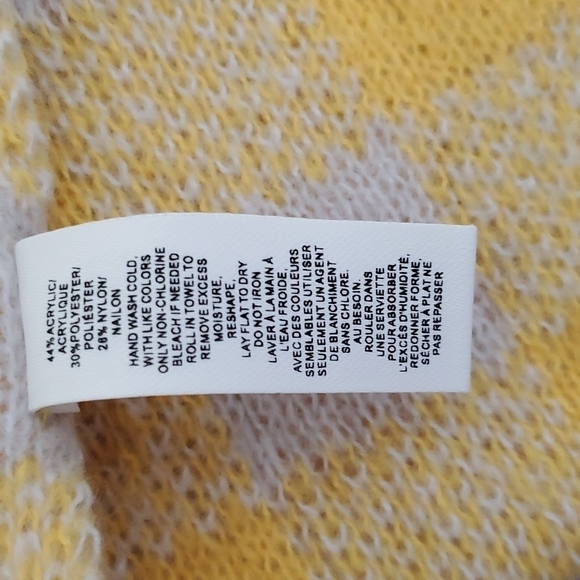 44% ACRYLIC/
ACRYLIQUE
30%POLYESTER/
POLIÉSTER
26% NYLON/
NAILON
HAND WASH COLD,
WITH LIKE COLORS
ONLY NON-CHLORINE
BLEACH IF NEEDED
ROLL IN TOWEL TO
REMOVE EXCESS
MOISTURE,
RESHAPE,
LAY FLAT TO DRY
DO NOT IRON
LAVER À LA MAIN À
L'EAU FROIDE,
AVEC DES COULEURS
SEMBLABLES UTILISER
SEULEMENT UN AGENT
DE BLANCHIMENT
SANS CHLORE.
AU BESOIN.
ROULER DANS
UNE SERVIETTE
POUR ABSORBER
L'EXCÈS D'HUMIDITÉ,
REDONNER FORME,
SÉCHER À PLAT NE
PAS REPASSER